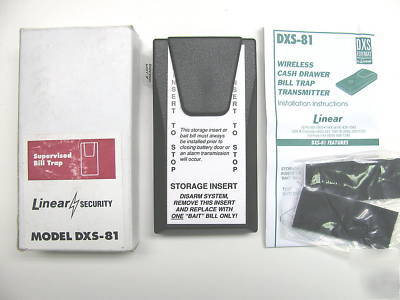 Supervised
Bill Trap
Linear SECURITY
MODEL DXS-81
INSERT TO STOP
INSERT TO STOP
This storage insert or
bait bill must always
be installed prior to
closing battery door or
an alarm transmission
will occur.
STORAGE INSERT
DISARM SYSTEM,
REMOVE THIS INSERT
AND REPLACE WITH
ONE "BAIT" BILL ONLY!
DXS
DXS-81
WIRELESS
CASH DRAWER
BILL TRAP
TRANSMITTER
Installation Instructions
Linear
DXS-81 FEATURES